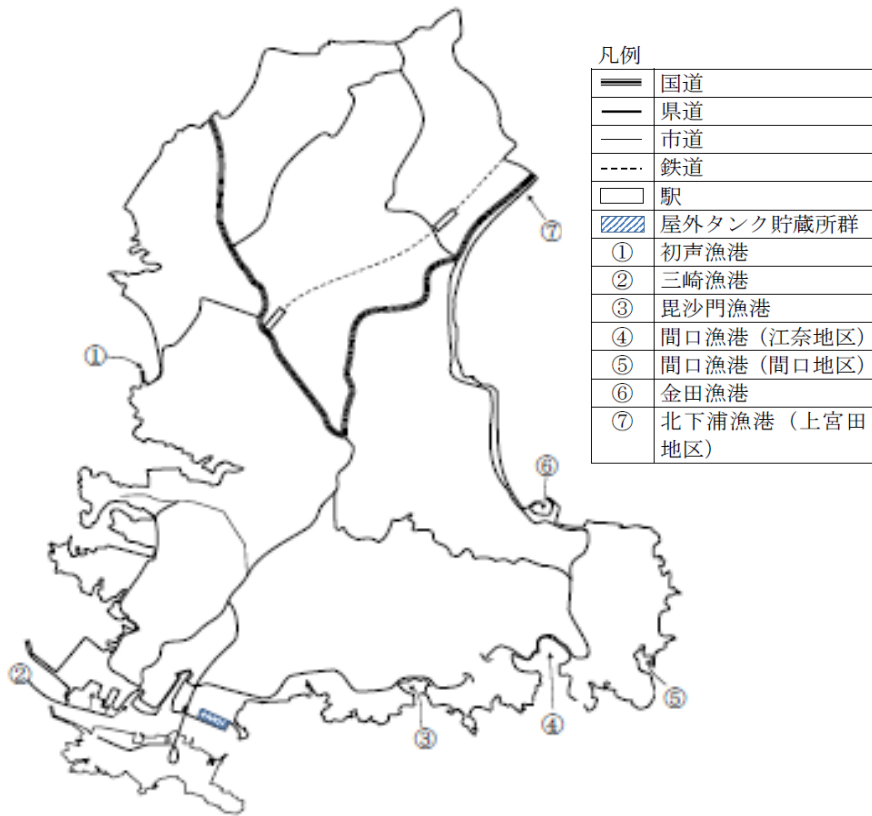 凡例
国道
県道
市道
鉄道
駅
屋外タンク貯蔵所群
① 初声漁港
② 三崎漁港
③ 毘沙門漁港
④ 間口漁港（江奈地区）
⑤ 間口漁港（間口地区）
⑥ 金田漁港
⑦ 北下浦漁港（上宮田
地区）
⑦
①
⑥
②
③
④
⑤